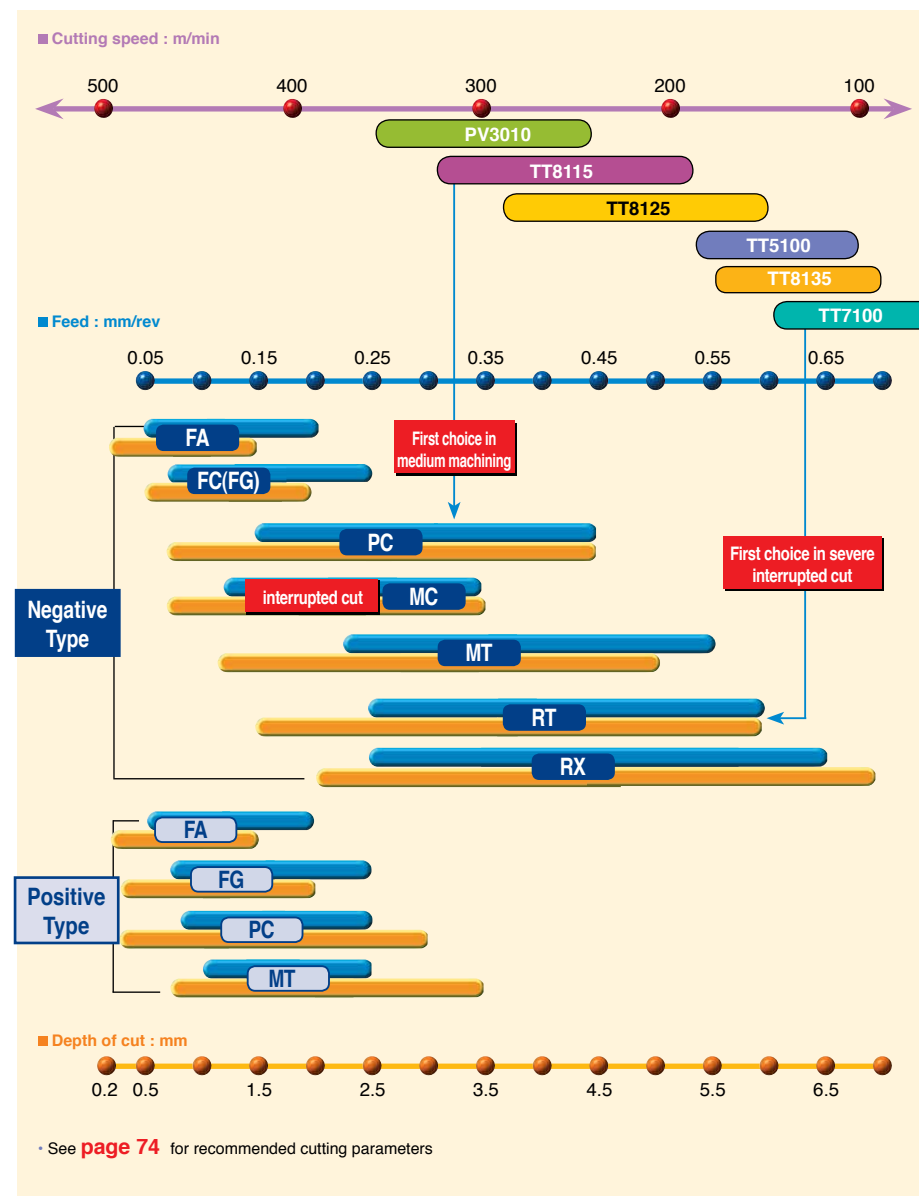 Cutting speed : m/min
500 400 300 200 100
PV3010
TT8115
TT8125
TT5100
TT8135
TT7100
Feed : mm/rev
0.05 0.15 0.25 0.35 0.45 0.55 0.65
FA
First choice in
medium machining
FC(FG)
PC
First choice in severe
interrupted cut
interrupted cut
MC
Negative
Type
MT
RT
RX
FA
FG
Positive
Type
PC
MT
Depth of cut : mm
0.2 0.5 1.5 2.5 3.5 4.5 5.5 6.5
• See page 74 for recommended cutting parameters